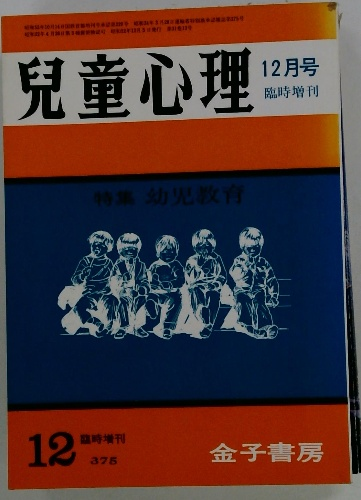 兒童心理
12月号
臨時増刊
特集 幼児教育
12 臨時増刊
375
金子書房